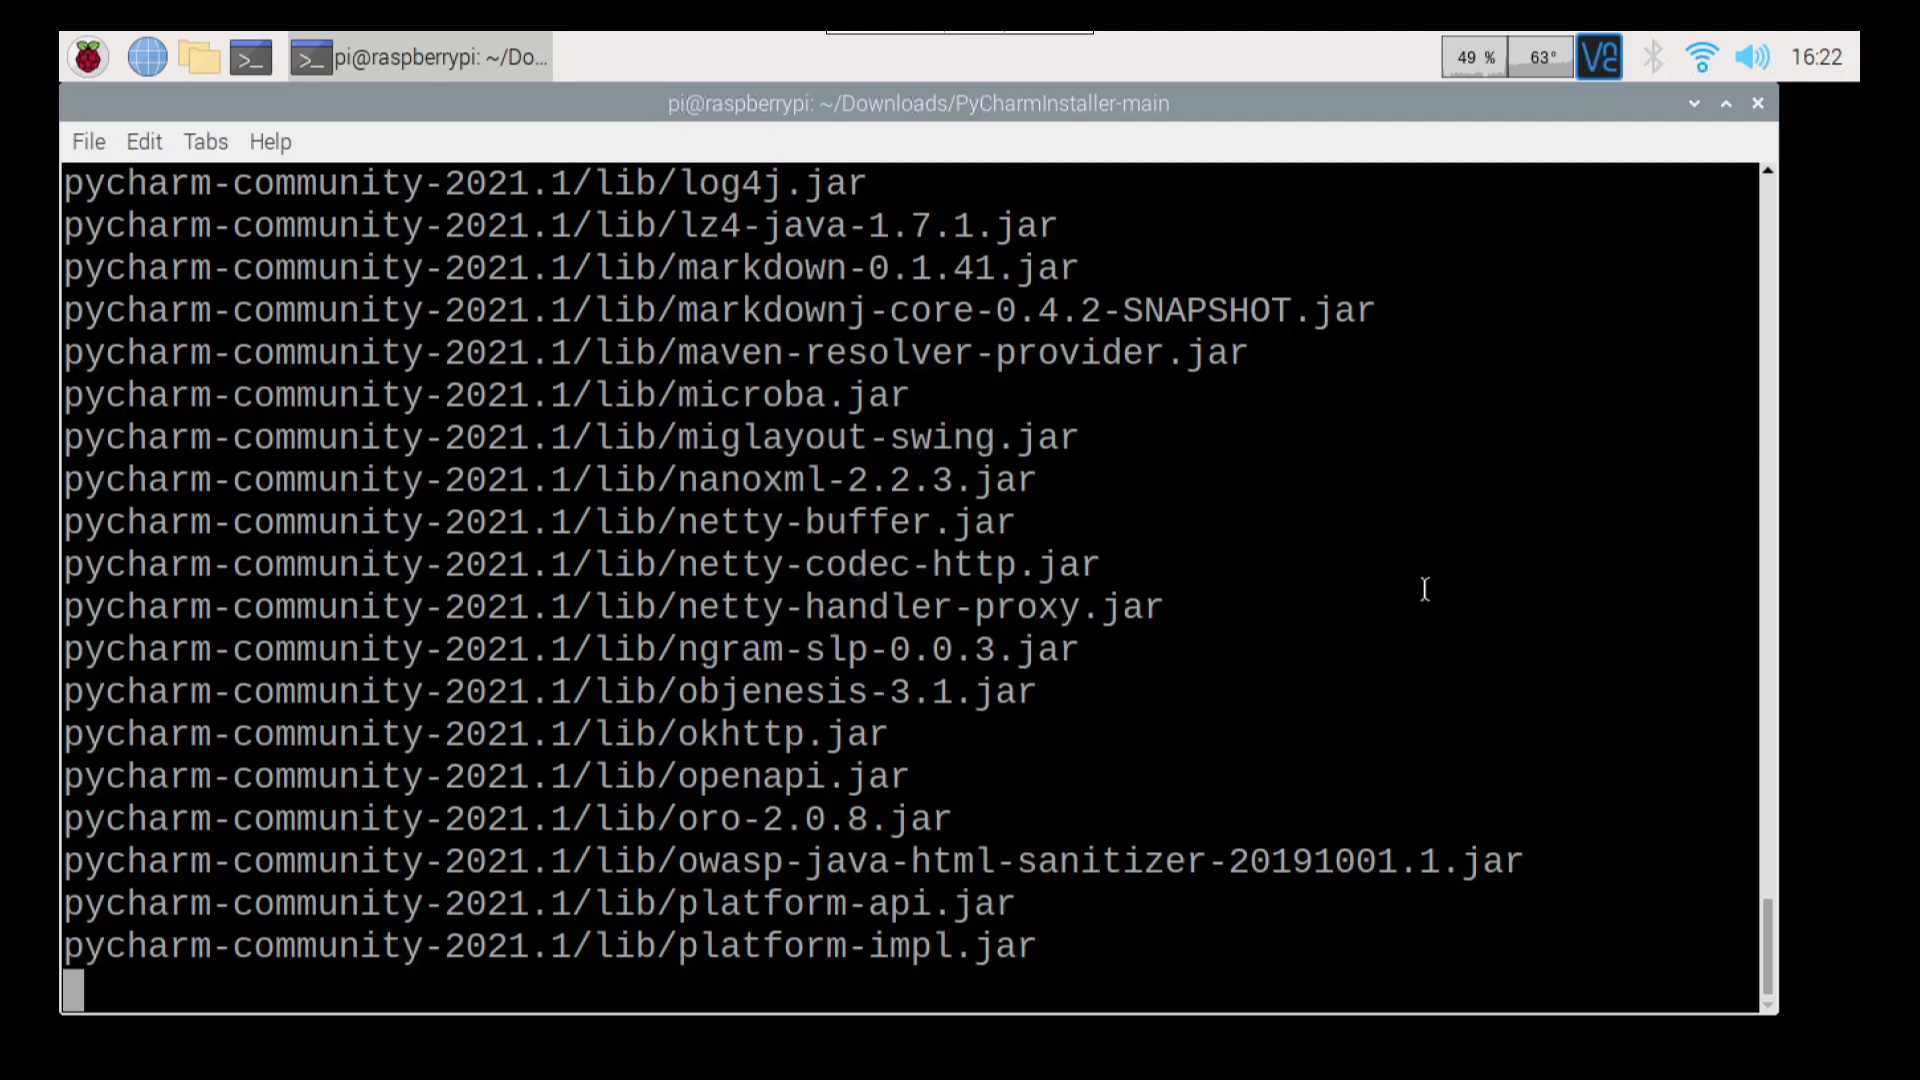 pi@raspberrypi: ~/Do...
49 %
63°
16:22
pi@raspberrypi: ~/Downloads/PyCharmInstaller-main
File Edit Tabs Help
pycharm-community-2021.1/lib/log4j.jar
pycharm-community-2021.1/lib/lz4-java-1.7.1.jar
pycharm-community-2021.1/lib/markdown-0.1.41.jar
pycharm-community-2021.1/lib/markdownj-core-0.4.2-SNAPSHOT.jar
pycharm-community-2021.1/lib/maven-resolver-provider.jar
pycharm-community-2021.1/lib/microba.jar
pycharm-community-2021.1/lib/miglayout-swing.jar
pycharm-community-2021.1/lib/nanoxml-2.2.3.jar
pycharm-community-2021.1/lib/netty-buffer.jar
pycharm-community-2021.1/lib/netty-codec-http.jar
pycharm-community-2021.1/lib/netty-handler-proxy.jar
pycharm-community-2021.1/lib/ngram-slp-0.0.3.jar
pycharm-community-2021.1/lib/objenesis-3.1.jar
pycharm-community-2021.1/lib/okhttp.jar
pycharm-community-2021.1/lib/openapi.jar
pycharm-community-2021.1/lib/oro-2.0.8.jar
pycharm-community-2021.1/lib/owasp-java-html-sanitizer-20191001.1.jar
pycharm-community-2021.1/lib/platform-api.jar
pycharm-community-2021.1/lib/platform-impl.jar